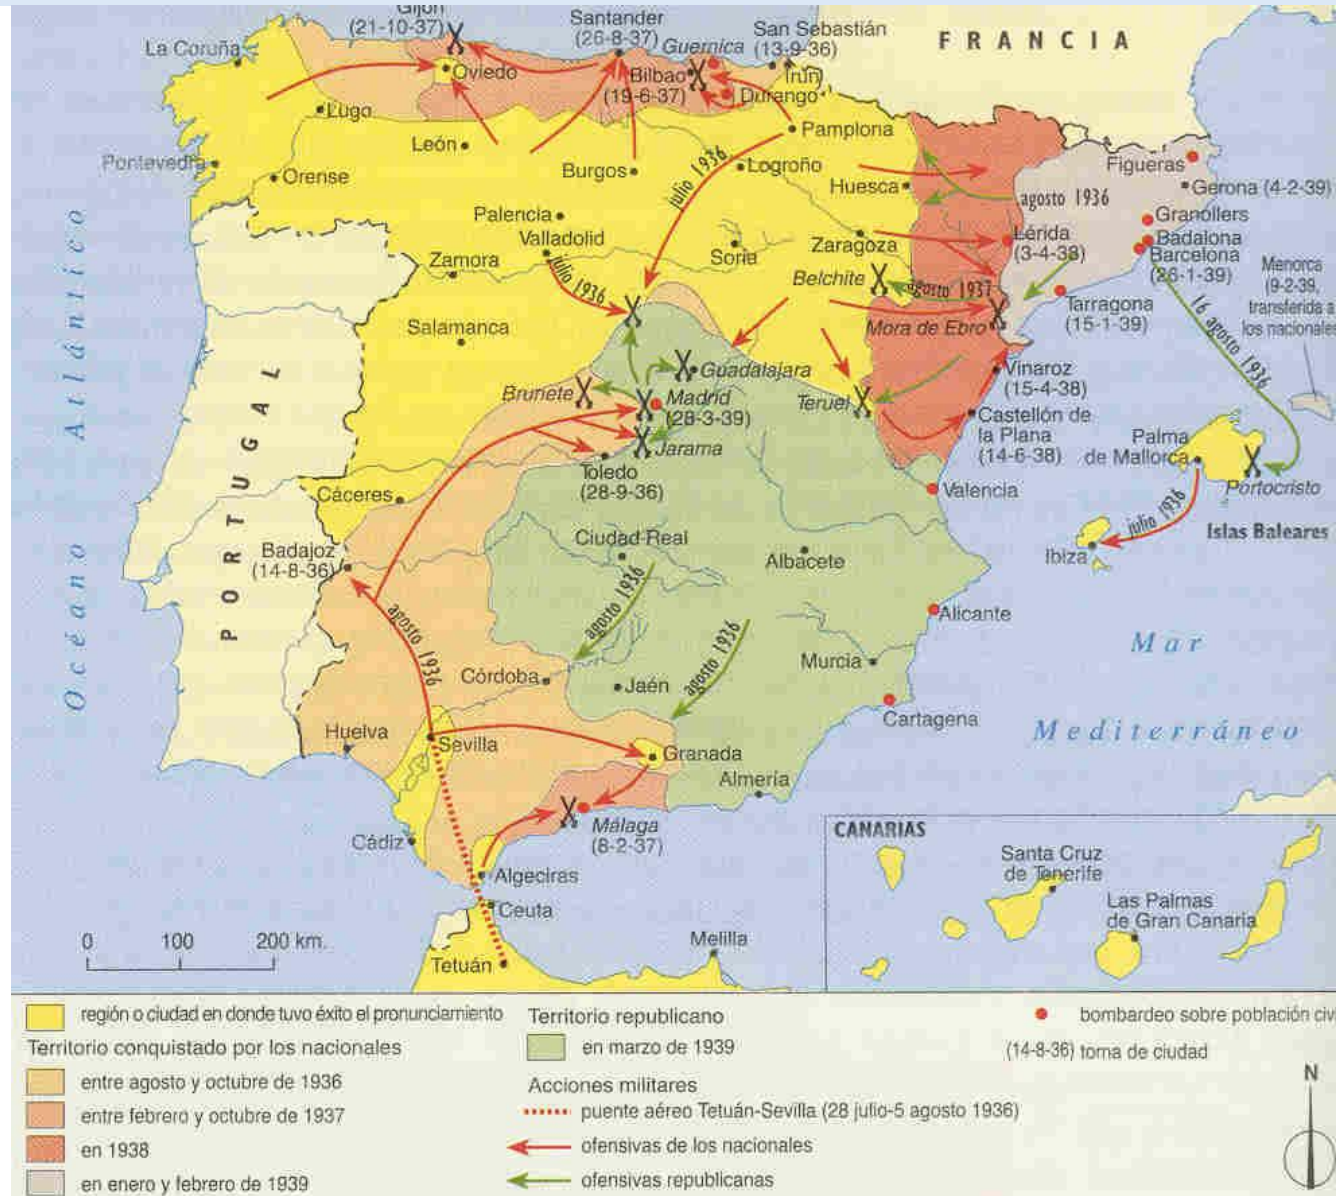 Gijón
(21-10-37)
Santander
(26-8-37)
Guernica
San Sebastián
(13-9-36)
FRANCIA
La Coruña
Oviedo
Bilbao
(19-6-37)
Irún
Durango
Lugo
León
Pamplona
Pontevedra
Orense
Burgos
Logroño
julio 1936
Huesca
agosto 1936
Figueras
Gerona (4-2-39)
Palencia
Valladolid
Granollers
Badalona
Barcelona
(26-1-39)
Zamora
julio 1936
Soria
Zaragoza
Lérida
(3-4-38)
Belchite
agosto 1937
Menorca
(9-2-39,
transferida a
los nacionales
Salamanca
Mora de Ebro
Tarragona
(15-1-39)
16 agosto 1936
Océano Atlántico
PORTUGAL
Brunete
Guadalajara
Madrid
(28-3-39)
Jarama
Teruel
Vinaroz
(15-4-38)
Castellón de
la Plana
(14-6-38)
Palma
de Mallorca
Portocristo
Toledo
(28-9-36)
Cáceres
Valencia
julio 1936
Islas Baleares
Ibiza
Badajoz
(14-8-36)
Ciudad Real
Albacete
agosto 1936
agosto 1936
agosto 1936
Alicante
Mar
Mediterráneo
Córdoba
Jaén
Murcia
Cartagena
Huelva
Sevilla
Granada
Almería
Málaga
(8-2-37)
Cádiz
Algeciras
Ceuta
Tetuán
Melilla
0 100 200 km.
CANARIAS
Santa Cruz
de Tenerife
Las Palmas
de Gran Canaria
región o ciudad en donde tuvo éxito el pronunciamiento
Territorio conquistado por los nacionales
entre agosto y octubre de 1936
entre febrero y octubre de 1937
en 1938
en enero y febrero de 1939
Territorio republicano
en marzo de 1939
Acciones militares
puente aéreo Tetuán-Sevilla (28 julio-5 agosto 1936)
ofensivas de los nacionales
ofensivas republicanas
bombardeo sobre población civi
(14-8-36) toma de ciudad
N